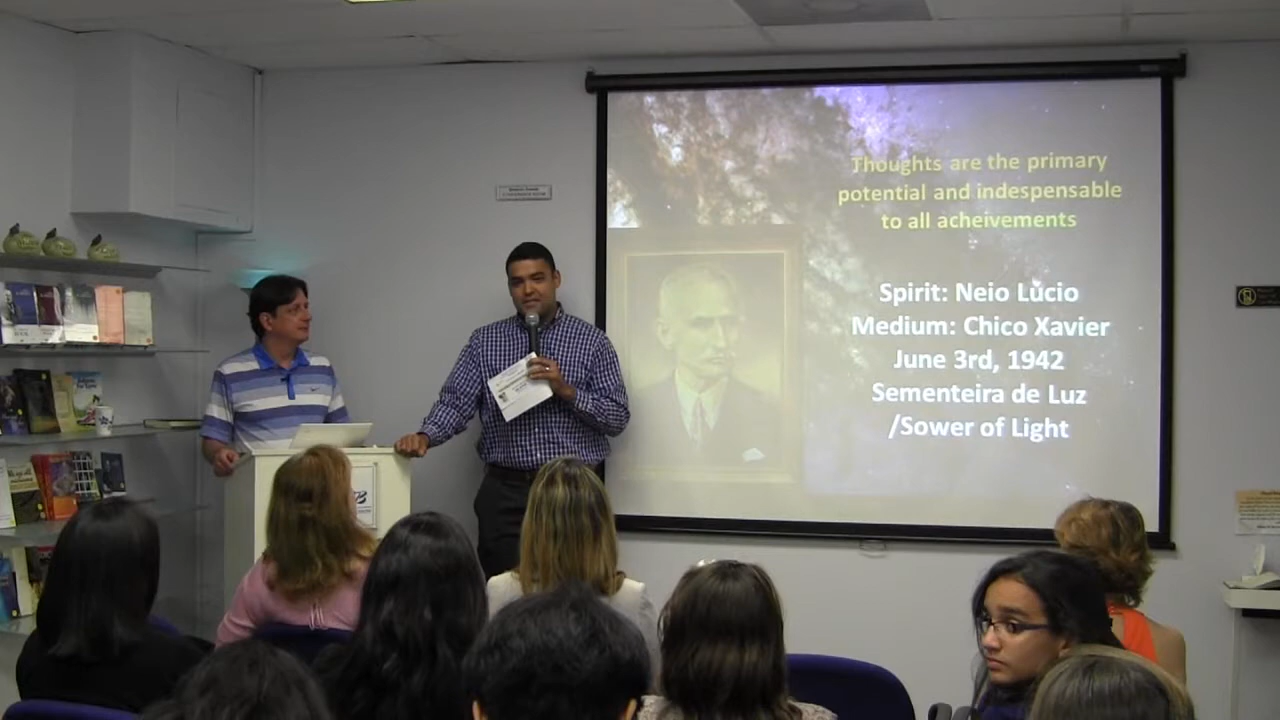 Thoughts are the primary
potential and indespensable
to all acheivements
Spirit: Neio Lucio
Medium: Chico Xavier
June 3rd, 1942
Sementeira de Luz
/Sower of Light